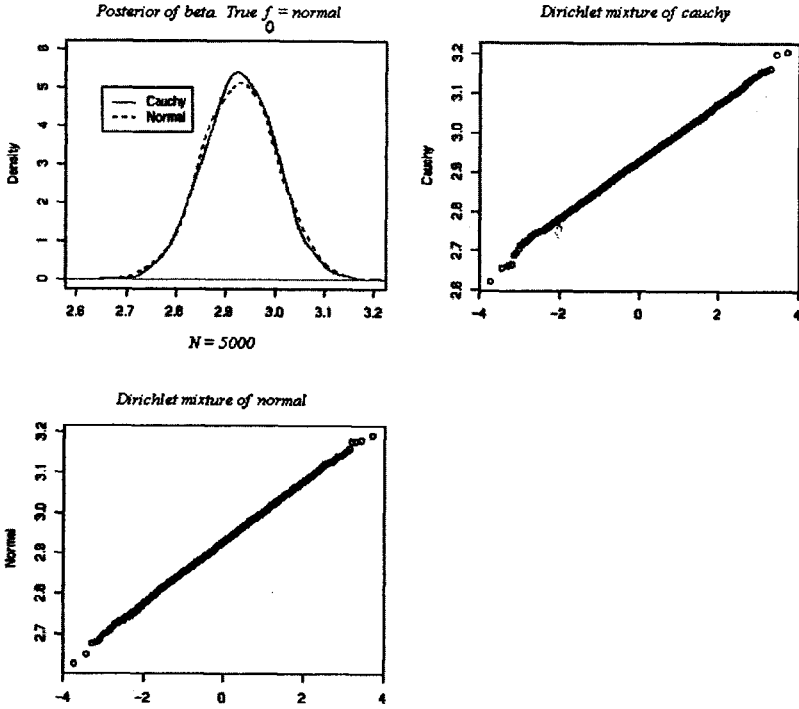 Posterior of beta. True f = normal
0
Density
6
5
4
3
2
1
0
Cauchy
Normal
2.6 2.7 2.8 2.9 3.0 3.1 3.2
N = 5000
Dirichlet mixture of cauchy
Cauchy
3.2
3.1
3.0
2.9
2.8
2.7
2.6
-4 -2 0 2 4
Dirichlet mixture of normal
Normal
3.2
3.1
3.0
2.9
2.8
2.7
-4 -2 0 2 4